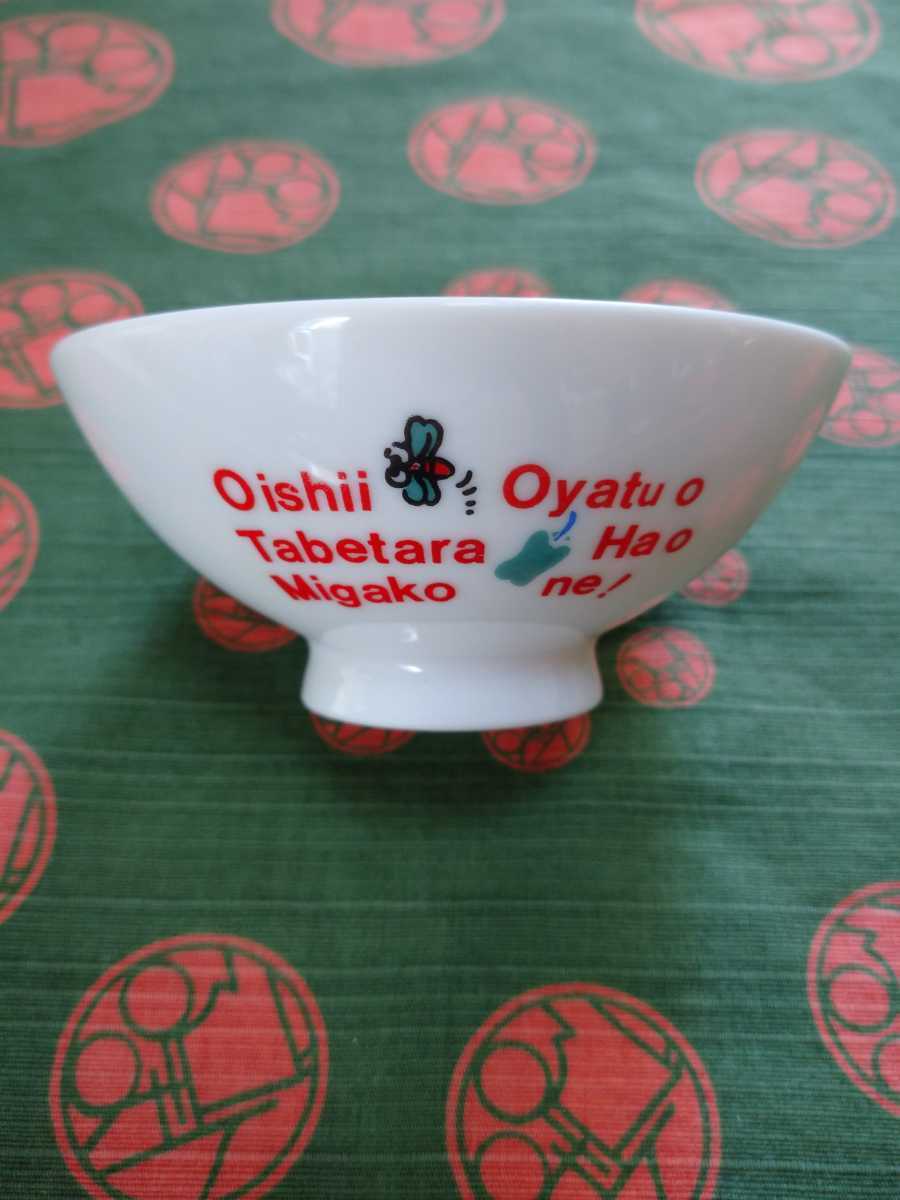 Oishii Oyatu o
Tabetara Ha o
Migako ne!